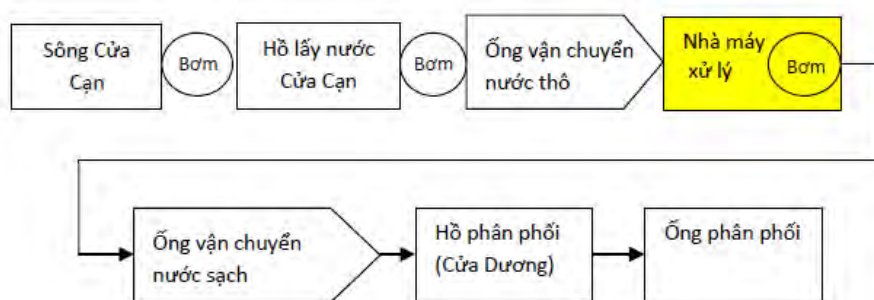 Sông Cửa
Cạn
Bơm
Hồ lấy nước
Cửa Cạn
Bơm
Ống vận chuyển
nước thô
Nhà máy
xử lý
Bơm
Ống vận chuyển
nước sạch
Hồ phân phối
(Cửa Dương)
Ống phân phối